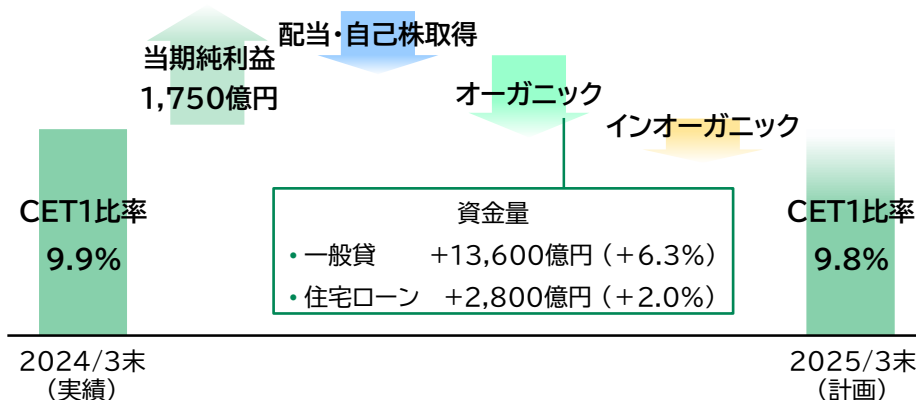 配当・自己株取得
当期純利益
1,750億円
オーガニック
インオーガニック
CET1比率
9.9%
資金量
・一般貸 +13,600億円（+6.3%）
・住宅ローン +2,800億円（+2.0%）
CET1比率
9.8%
2024/3末
（実績）
2025/3末
（計画）